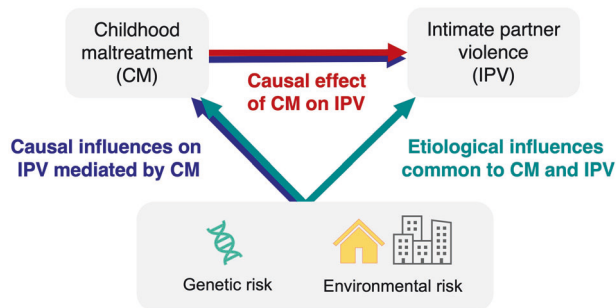 Childhood
maltreatment
(CM)
Intimate partner
violence
(IPV)
Causal effect
of CM on IPV
Causal influences on
IPV mediated by CM
Etiological influences
common to CM and IPV
Genetic risk
Environmental risk